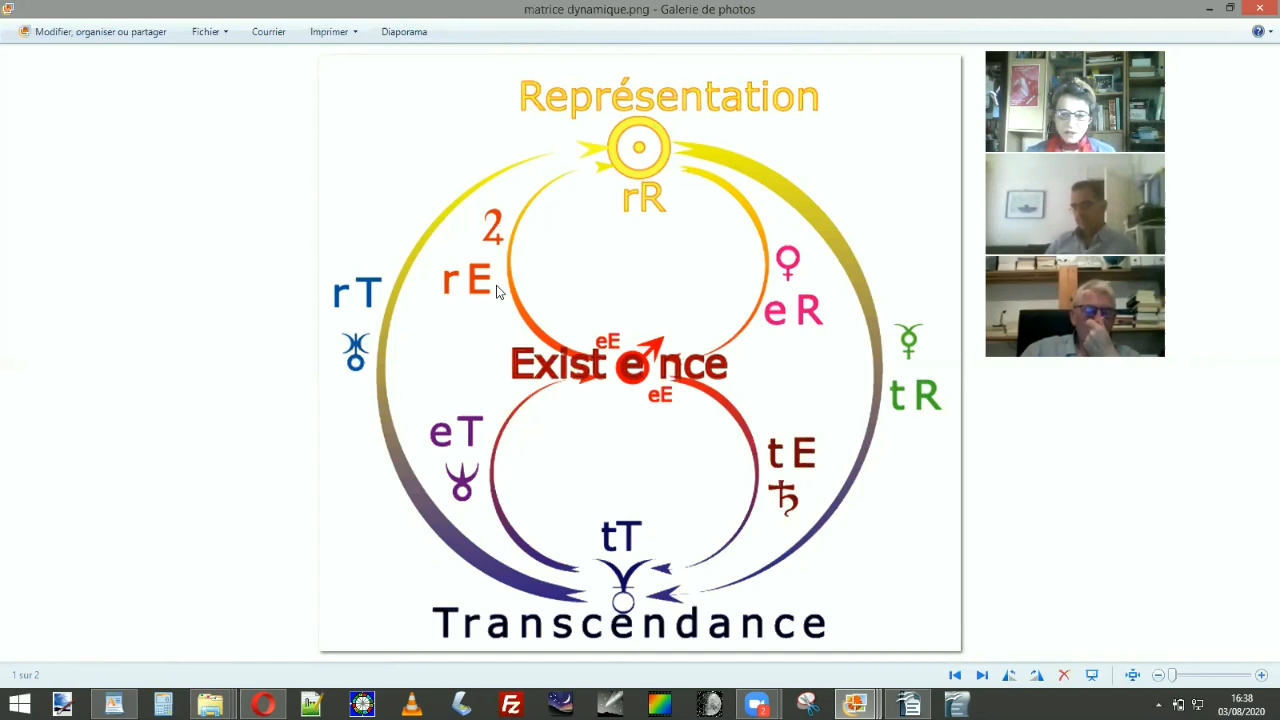 matrice dynamique.png - Galerie de photos
Modifier, organiser ou partager Fichier Courrier Imprimer Diaporama
Représentation
rR
rE
rT
eR
eE
Existence
eE
tR
eT
tE
tT
Transcendance
1 sur 2
2
16:38
03/08/2020